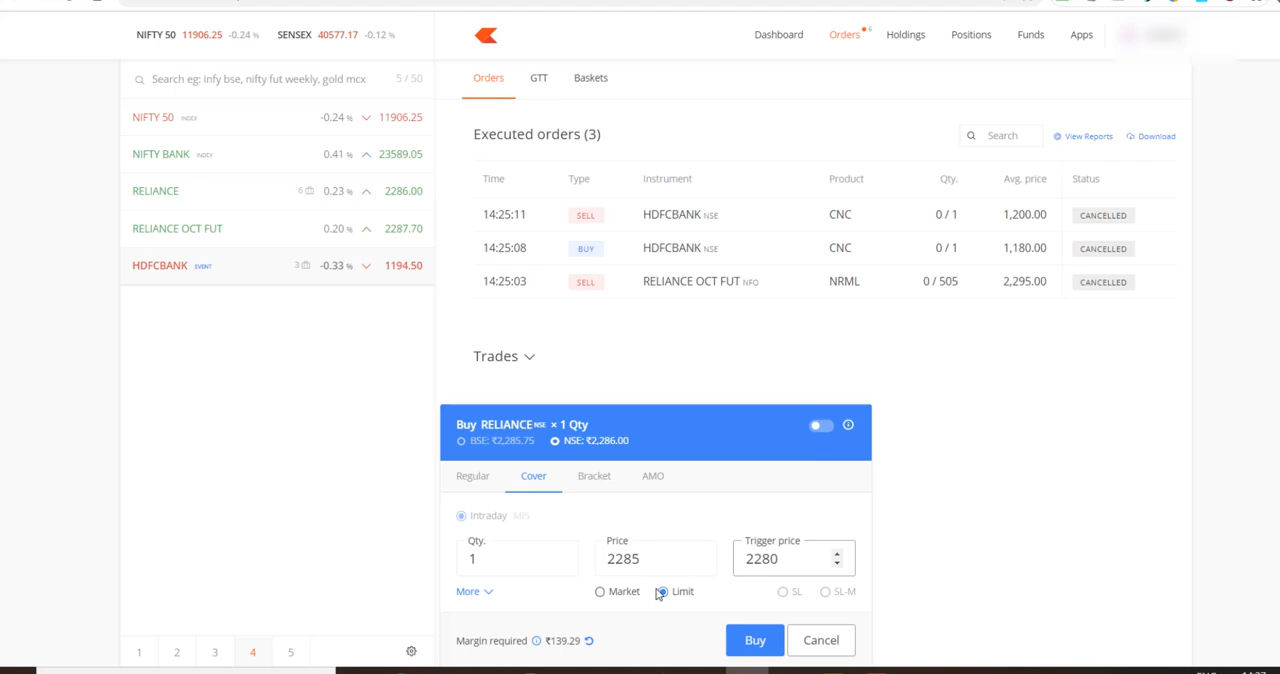 NIFTY 50 11906.25 -0.24 % SENSEX 40577.17 -0.12 %
Dashboard Orders 6 Holdings Positions Funds Apps
Search eg: infy bse, nifty fut weekly, gold mcx 5 / 50
NIFTY 50 INDEX -0.24 % 11906.25
NIFTY BANK INDEX 0.41 % 23589.05
RELIANCE 6 0.23 % 2286.00
RELIANCE OCT FUT 0.20 % 2287.70
HDFCBANK EVENT 3 -0.33 % 1194.50
1 2 3 4 5
Orders GTT Baskets
Executed orders (3) Search View Reports Download
Time Type Instrument Product Qty. Avg. price Status
14:25:11 SELL HDFCBANK NSE CNC 0 / 1 1,200.00 CANCELLED
14:25:08 BUY HDFCBANK NSE CNC 0 / 1 1,180.00 CANCELLED
14:25:03 SELL RELIANCE OCT FUT NFO NRML 0 / 505 2,295.00 CANCELLED
Trades
Buy RELIANCE NSE × 1 Qty
BSE: ₹2,285.75 NSE: ₹2,286.00
Regular Cover Bracket AMO
Intraday MIS
Qty. Price Trigger price
1 2285 2280
More Market Limit SL SL-M
Margin required ₹139.29 Buy Cancel